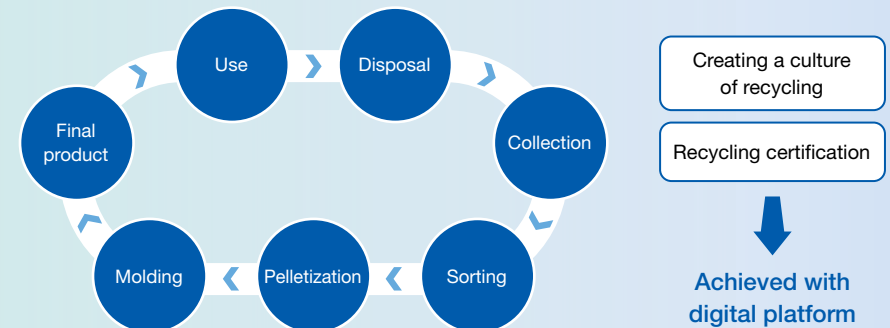 Use
Disposal
Collection
Sorting
Pelletization
Molding
Final
product
Creating a culture
of recycling
Recycling certification
Achieved with
digital platform